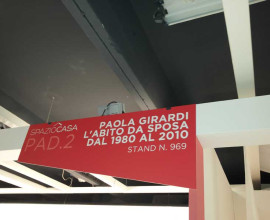 SPAZIOCASA
PAD.2
PAOLA GIRARDI
L'ABITO DA SPOSA
DAL 1980 AL 2010
STAND N. 969